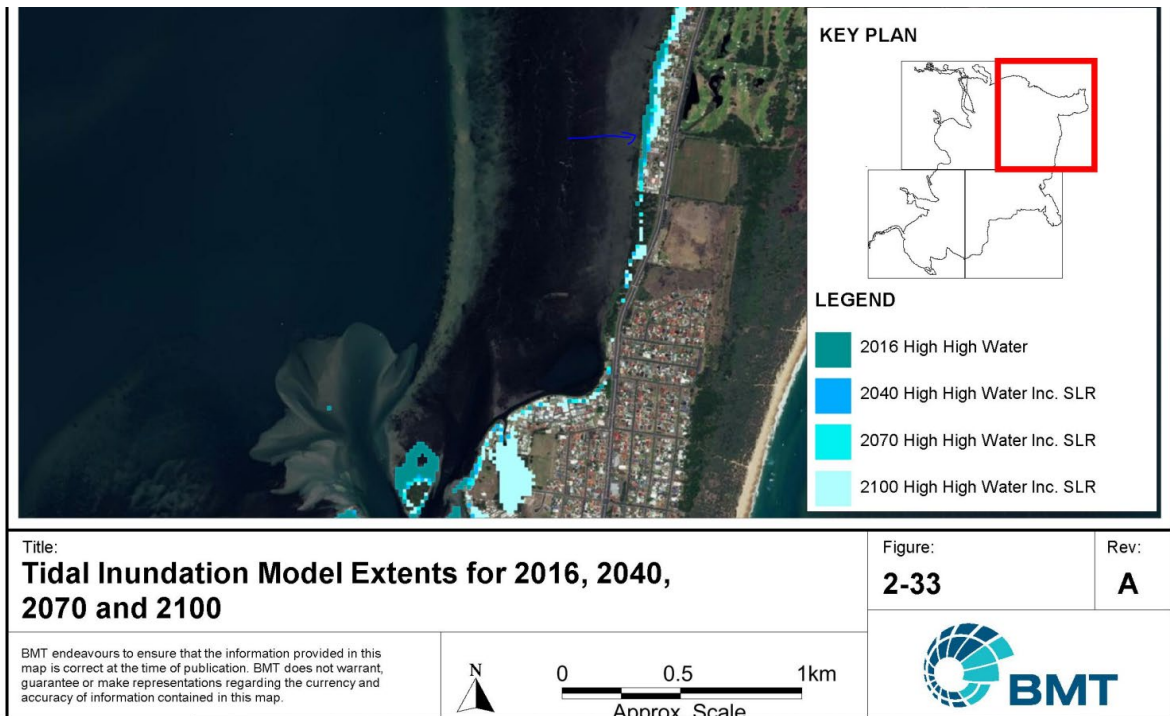 KEY PLAN
LEGEND
2016 High High Water
2040 High High Water Inc. SLR
2070 High High Water Inc. SLR
2100 High High Water Inc. SLR
Title:
Tidal Inundation Model Extents for 2016, 2040,
2070 and 2100
Figure:
2-33
Rev:
A
BMT endeavours to ensure that the information provided in this
map is correct at the time of publication. BMT does not warrant,
guarantee or make representations regarding the currency and
accuracy of information contained in this map.
N
0 0.5 1km
Approx. Scale
BMT